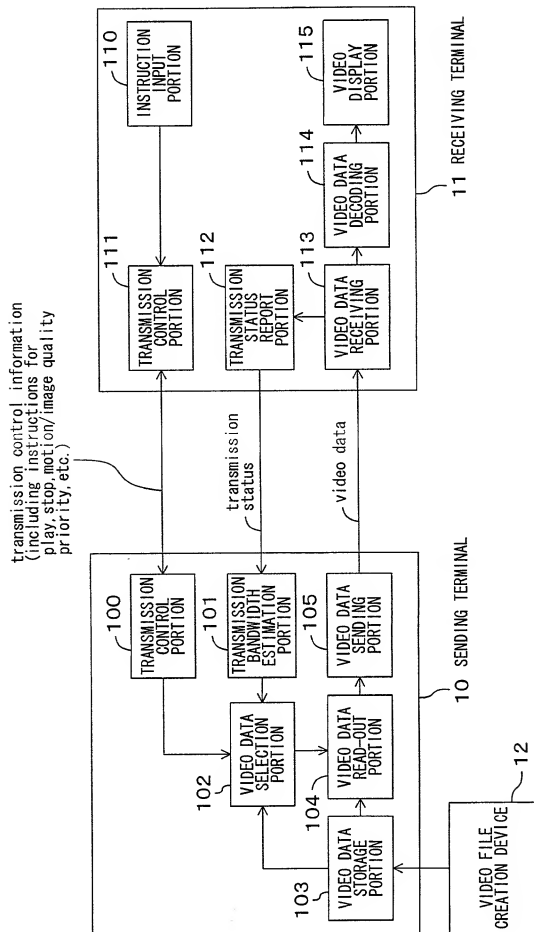 transmission control information
(including instructions for
play, stop, motion/image quality
priority, etc.)
110
INSTRUCTION
INPUT
PORTION
111
TRANSMISSION
CONTROL
PORTION
112
TRANSMISSION
STATUS
REPORT
PORTION
113
VIDEO DATA
RECEIVING
PORTION
114
VIDEO DATA
DECODING
PORTION
115
VIDEO
DISPLAY
PORTION
11 RECEIVING TERMINAL
transmission
status
video data
100
TRANSMISSION
CONTROL
PORTION
101
TRANSMISSION
BANDWIDTH
ESTIMATION
PORTION
102
VIDEO DATA
SELECTION
PORTION
103
VIDEO DATA
STORAGE
PORTION
104
VIDEO DATA
READ-OUT
PORTION
105
VIDEO DATA
SENDING
PORTION
10 SENDING TERMINAL
12
VIDEO FILE
CREATION DEVICE